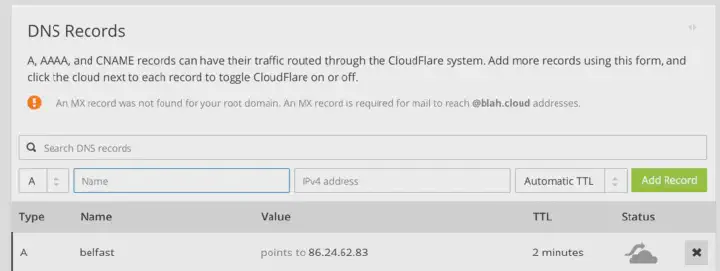 DNS Records
A, AAAA, and CNAME records can have their traffic routed through the CloudFlare system. Add more records using this form, and
click the cloud next to each record to toggle CloudFlare on or off.
An MX record was not found for your root domain. An MX record is required for mail to reach @blah.cloud addresses.
Search DNS records
A Name IPv4 address Automatic TTL Add Record
Type Name Value TTL Status
A belfast points to 86.24.62.83 2 minutes